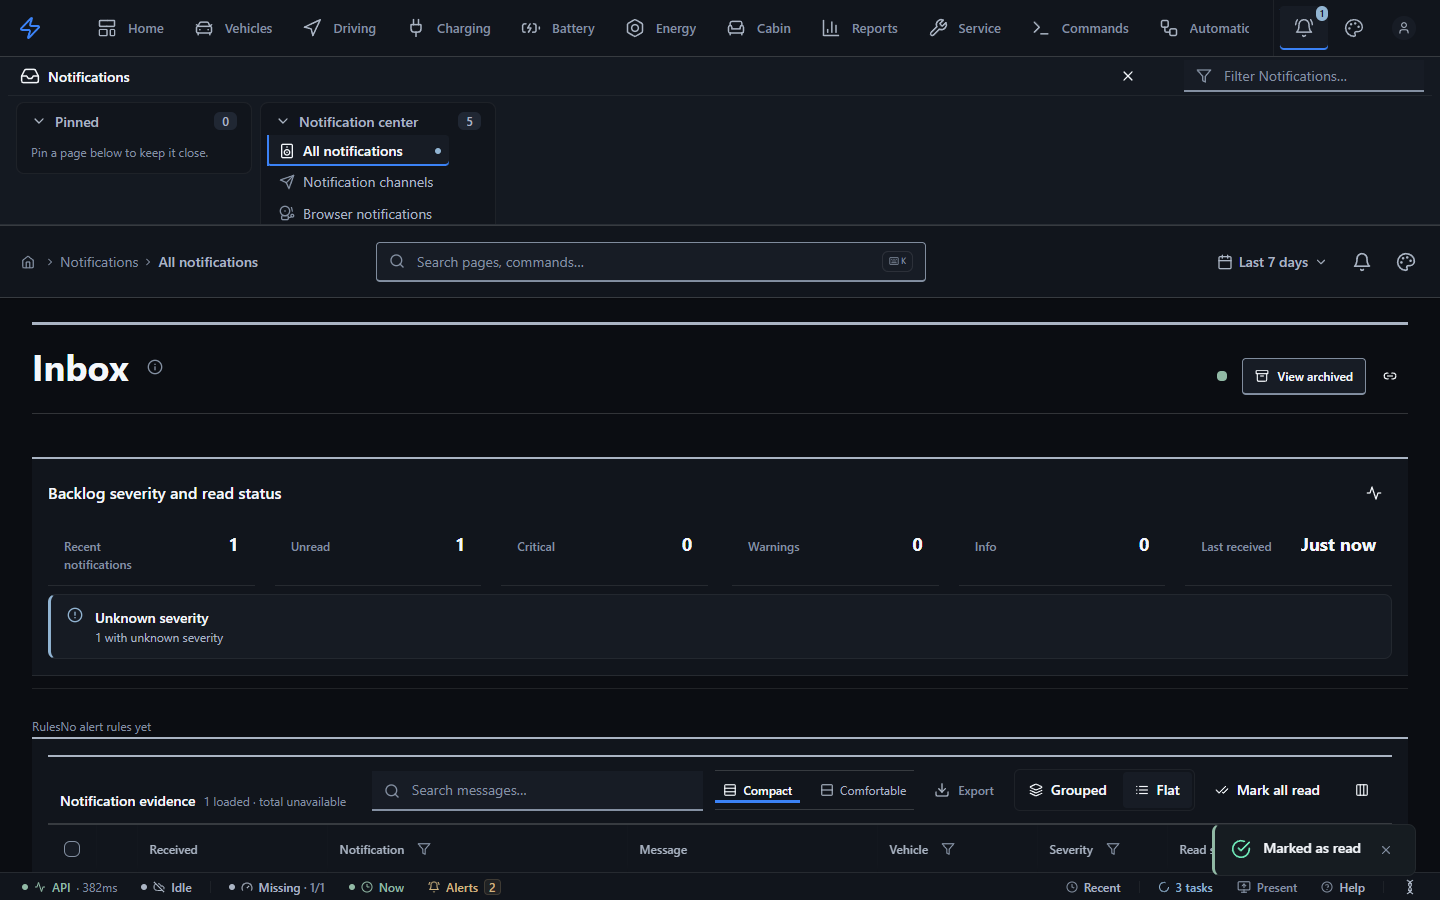 Home Vehicles Driving Charging Battery Energy Cabin Reports Service Commands Automatic 1
Notifications Filter Notifications...
Pinned 0 Notification center 5
Pin a page below to keep it close. All notifications
Notification channels
Browser notifications
Notifications All notifications Search pages, commands... K Last 7 days
Inbox
View archived
Backlog severity and read status
Recent notifications 1 Unread 1 Critical 0 Warnings 0 Info 0 Last received Just now
Unknown severity
1 with unknown severity
RulesNo alert rules yet
Notification evidence 1 loaded · total unavailable Search messages... Compact Comfortable Export Grouped Flat Mark all read
Received Notification Message Vehicle Severity Read s Marked as read
API · 382ms Idle Missing · 1/1 Now Alerts 2 Recent 3 tasks Present Help